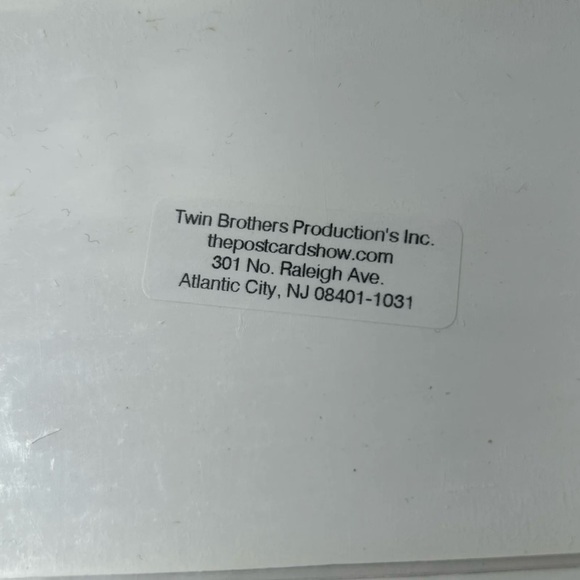 Twin Brothers Production's Inc.
thepostcardshow.com
301 No. Raleigh Ave.
Atlantic City, NJ 08401-1031